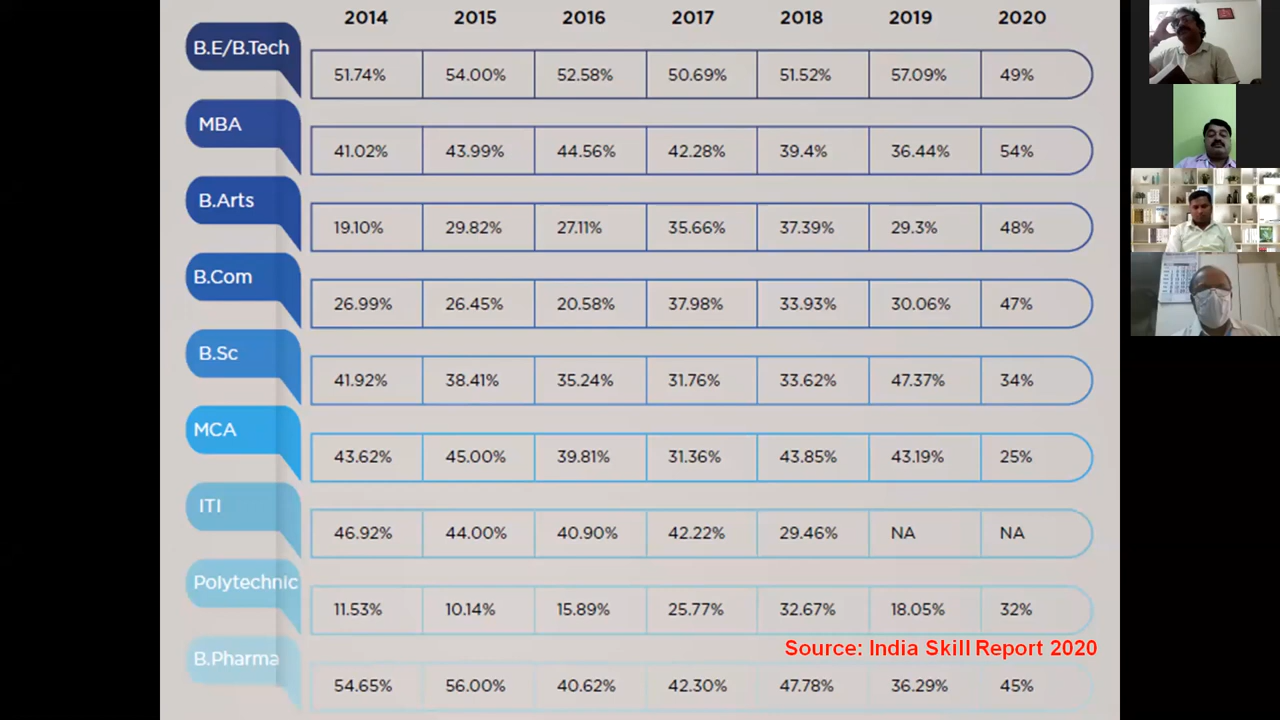 2014 2015 2016 2017 2018 2019 2020
B.E/B.Tech
51.74% 54.00% 52.58% 50.69% 51.52% 57.09% 49%
MBA
41.02% 43.99% 44.56% 42.28% 39.4% 36.44% 54%
B.Arts
19.10% 29.82% 27.11% 35.66% 37.39% 29.3% 48%
B.Com
26.99% 26.45% 20.58% 37.98% 33.93% 30.06% 47%
B.Sc
41.92% 38.41% 35.24% 31.76% 33.62% 47.37% 34%
MCA
43.62% 45.00% 39.81% 31.36% 43.85% 43.19% 25%
ITI
46.92% 44.00% 40.90% 42.22% 29.46% NA NA
Polytechnic
11.53% 10.14% 15.89% 25.77% 32.67% 18.05% 32%
Source: India Skill Report 2020
B.Pharma
54.65% 56.00% 40.62% 42.30% 47.78% 36.29% 45%